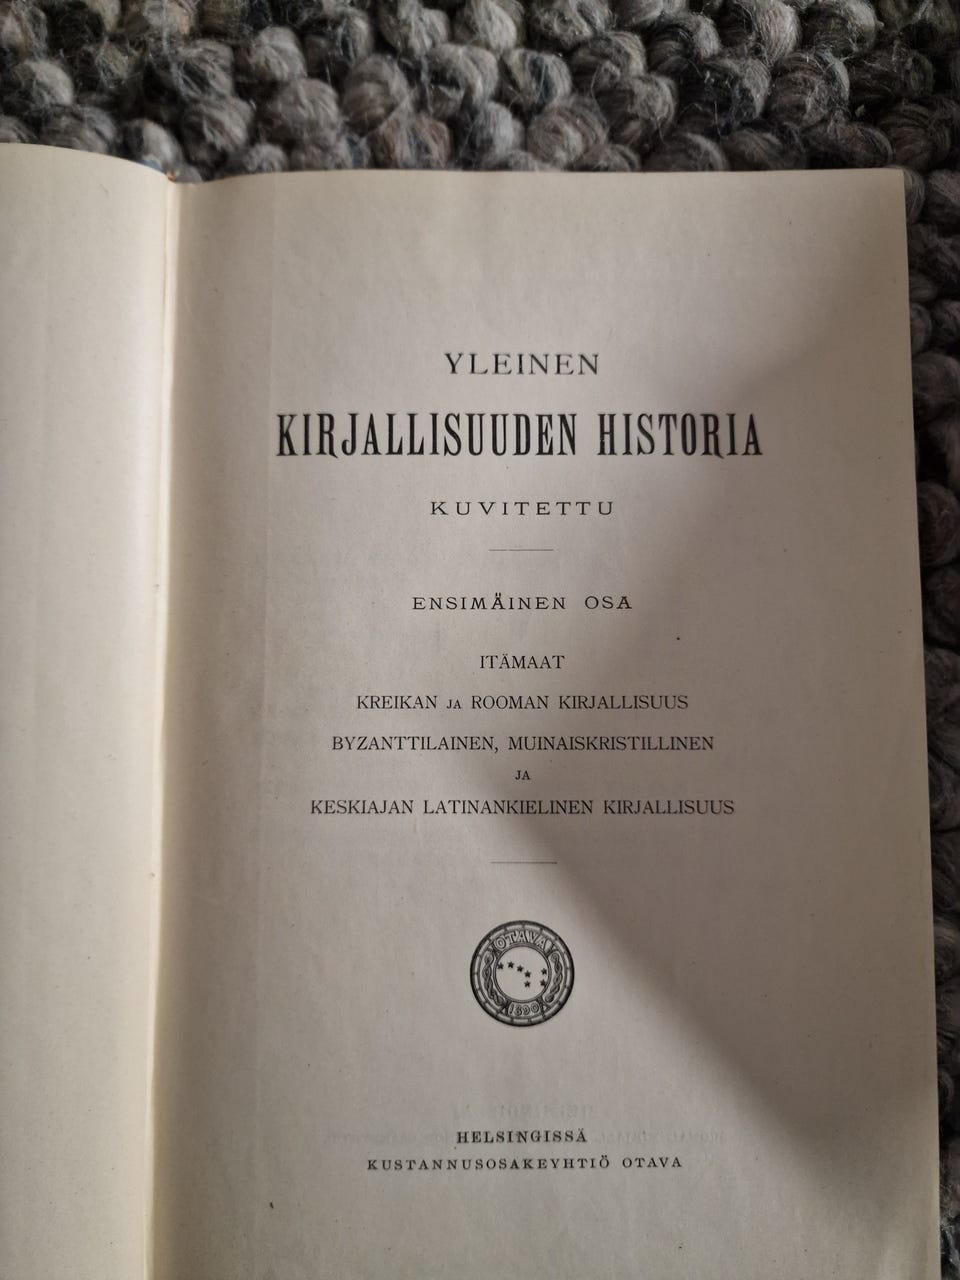 YLEINEN
KIRJALLISUUDEN HISTORIA
KUVITETTU
ENSIMÄINEN OSA
ITÄMAAT
KREIKAN JA ROOMAN KIRJALLISUUS
BYZANTTILAINEN, MUINAISKRISTILLINEN
JA
KESKIAJAN LATINANKIELINEN KIRJALLISUUS
OTAVA
1890
HELSINGISSÄ
KUSTANNUSOSAKEYHTIÖ OTAVA